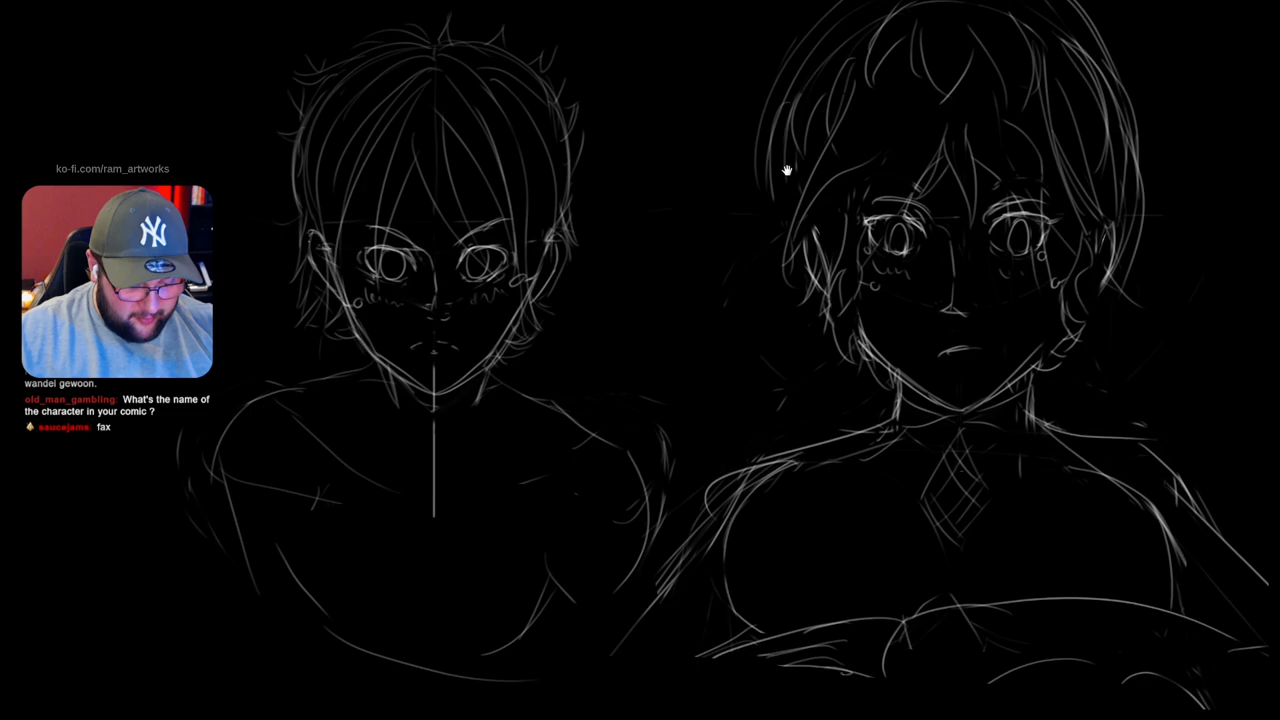 ko-fi.com/ram_artworks
NY
wandel gewoon.
old_man_gambling: What's the name of
the character in your comic ?
saucejams: fax